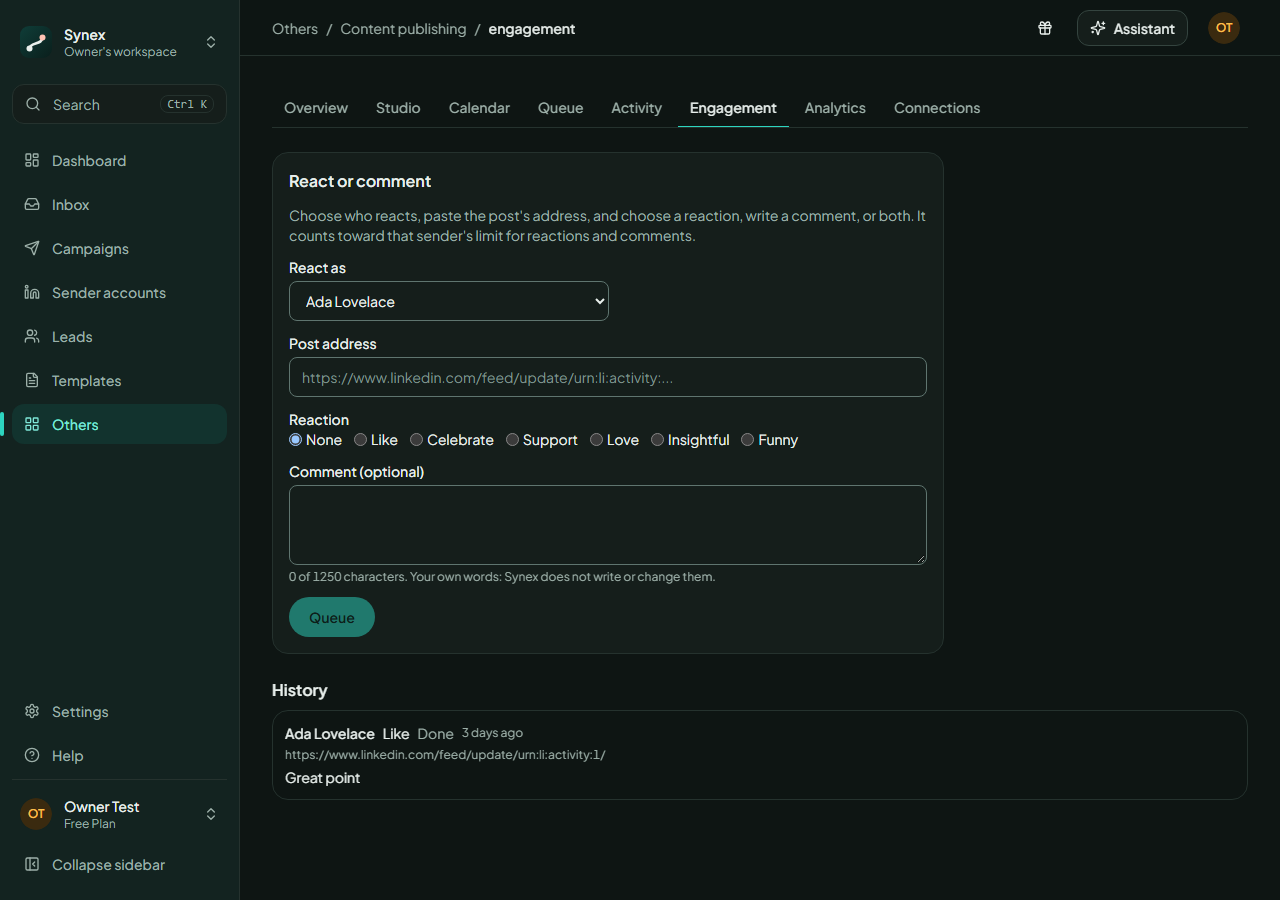 Synex
Owner's workspace
Search
Ctrl K
Dashboard
Inbox
Campaigns
Sender accounts
Leads
Templates
Others
Settings
Help
OT
Owner Test
Free Plan
Collapse sidebar
Others / Content publishing / engagement
Assistant
OT
Overview
Studio
Calendar
Queue
Activity
Engagement
Analytics
Connections
React or comment
Choose who reacts, paste the post's address, and choose a reaction, write a comment, or both. It
counts toward that sender's limit for reactions and comments.
React as
Ada Lovelace
Post address
https://www.linkedin.com/feed/update/urn:li:activity:...
Reaction
None Like Celebrate Support Love Insightful Funny
Comment (optional)
0 of 1250 characters. Your own words: Synex does not write or change them.
Queue
History
Ada Lovelace Like Done 3 days ago
https://www.linkedin.com/feed/update/urn:li:activity:1/
Great point